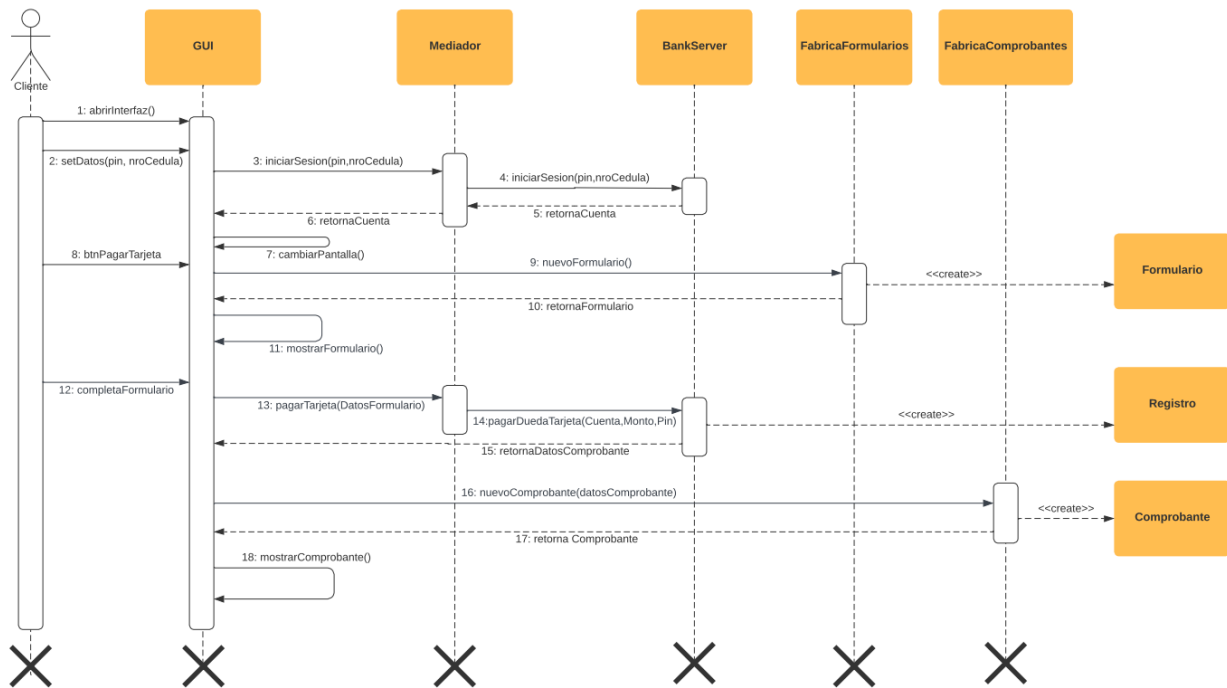 GUI
Mediador
BankServer
FabricaFormularios
FabricaComprobantes
Cliente
1: abrirInterfaz()
2: setDatos(pin, nroCedula)
3: iniciarSesion(pin,nroCedula)
4: iniciarSesion(pin,nroCedula)
5: retornaCuenta
6: retornaCuenta
7: cambiarPantalla()
8: btnPagarTarjeta
9: nuevoFormulario()
<<create>>
Formulario
10: retornaFormulario
11: mostrarFormulario()
12: completaFormulario
13: pagarTarjeta(DatosFormulario)
14:pagarDuedaTarjeta(Cuenta,Monto,Pin)
<<create>>
Registro
15: retornaDatosComprobante
16: nuevoComprobante(datosComprobante)
<<create>>
Comprobante
17: retorna Comprobante
18: mostrarComprobante()